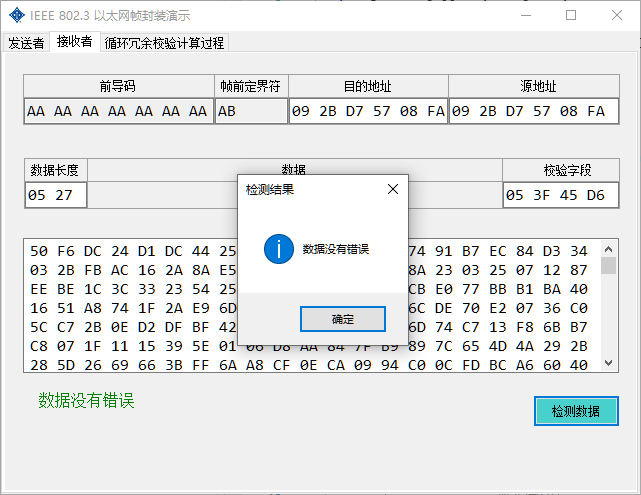 IEEE 802.3 以太网帧封装演示
发送者 接收者 循环冗余校验计算过程
前导码 帧前定界符 目的地址 源地址
AA AA AA AA AA AA AA AB 09 2B D7 57 08 FA 09 2B D7 57 08 FA
数据长度 数据 校验字段
05 27 05 3F 45 D6
检测结果
数据没有错误
确定
50 F6 DC 24 D1 DC 44 25 74 91 B7 EC 84 D3 34
03 2B FB AC 16 2A 8A E5 8A 23 03 25 07 12 87
EE BE 1C 3C 33 23 54 25 CB E0 77 BB B1 BA 40
16 51 A8 74 1F 2A E9 6D 6C DE 70 E2 07 36 C0
5C C7 2B 0E D2 DF BF 42 6D 74 C7 13 F8 6B B7
C8 07 1F 11 15 39 5E 01 06 D8 AA 84 7F B9 89 7C 65 4D 4A 29 2B
28 5D 26 69 66 3B FF 6A A8 CF 0E CA 09 94 C0 0C FD BC A6 60 40
数据没有错误
检测数据